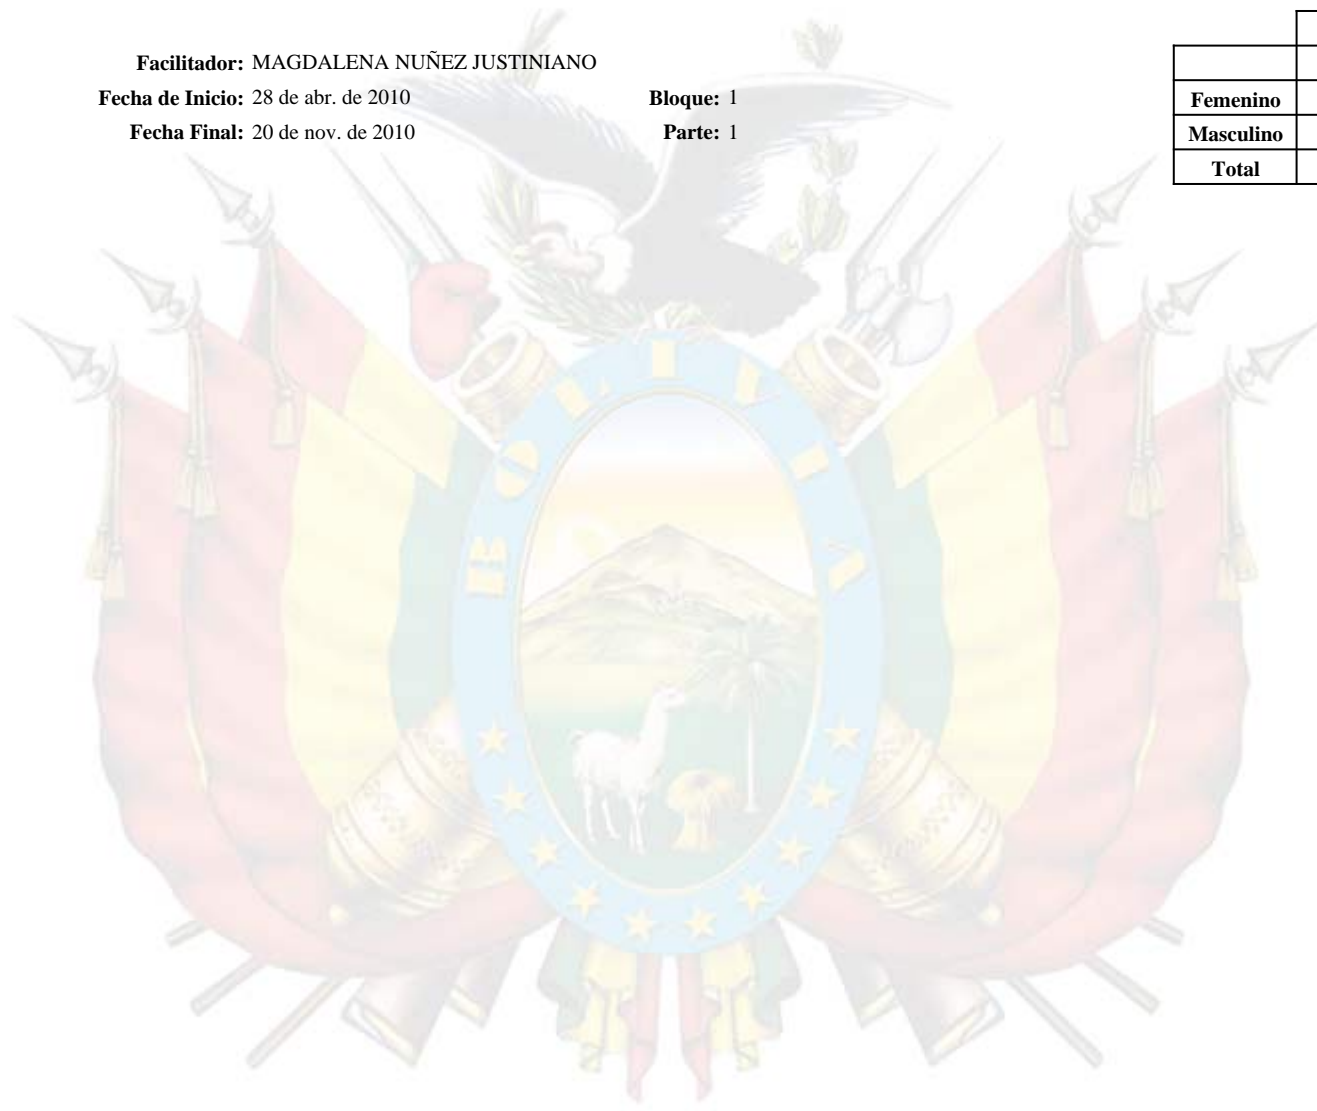 Facilitador: MAGDALENA NUÑEZ JUSTINIANO
Fecha de Inicio: 28 de abr. de 2010 Bloque: 1
Fecha Final: 20 de nov. de 2010 Parte: 1
Femenino
Masculino
Total
BOLIVIA